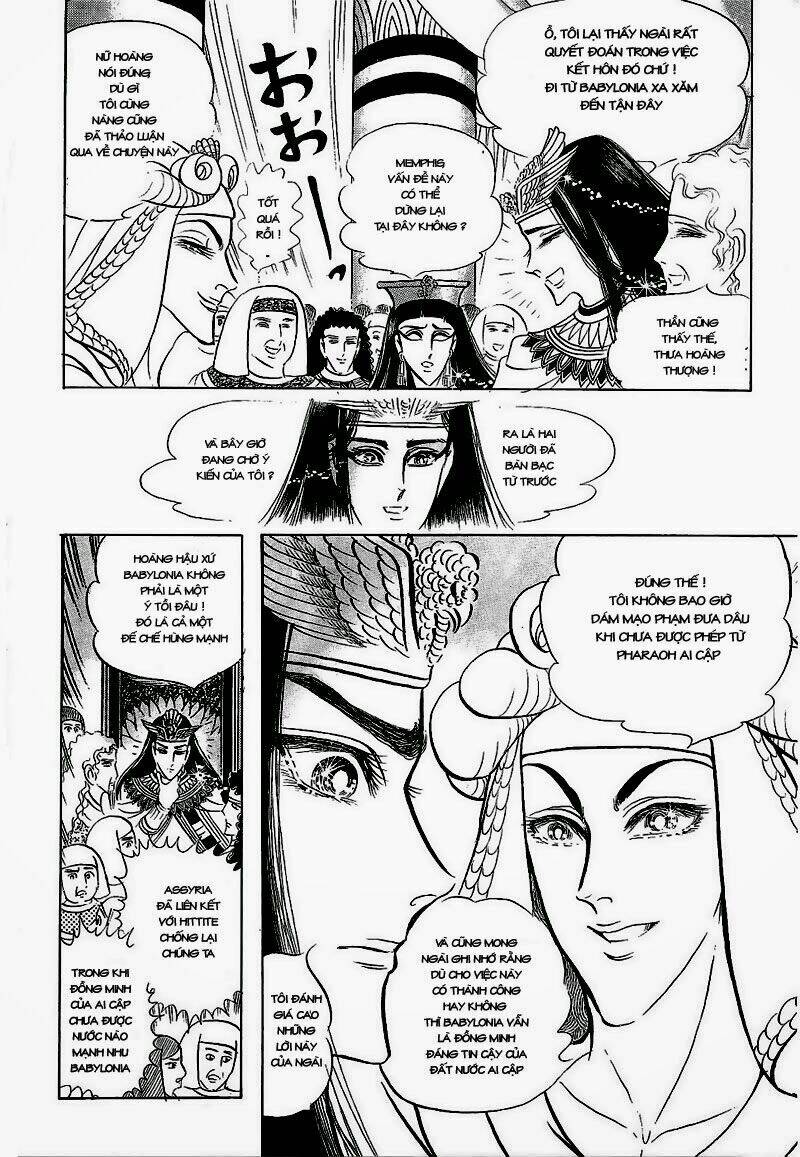 NỮ HOÀNG
NÓI ĐÚNG,
DÙ GÌ
TÔI CÙNG
NÀNG CŨNG
ĐÃ THẢO LUẬN
QUA VỀ CHUYỆN NÀY
TỐT
QUÁ
RỒI !
おおーっ
MEMPHIS,
VẤN ĐỀ NÀY
CÓ THỂ
DỪNG LẠI
TẠI ĐÂY KHÔNG ?
Ồ, TÔI LẠI THẤY NGÀI RẤT
QUYẾT ĐOÁN TRONG VIỆC
KẾT HÔN ĐÓ CHỨ !
ĐI TỪ BABYLONIA XA XĂM
ĐẾN TẬN ĐÂY
THẦN CŨNG
THẤY THẾ,
THƯA HOÀNG
THƯỢNG !
VÀ BÂY GIỜ
ĐANG CHỜ Ý
KIẾN CỦA TÔI ?
RA LÀ HAI
NGƯỜI ĐÃ
BÀN BẠC
TỪ TRƯỚC
HOÀNG HẬU XỨ
BABYLONIA KHÔNG
PHẢI LÀ MỘT
Ý TỒI ĐÂU !
ĐÓ LÀ CẢ MỘT
ĐẾ CHẾ HÙNG MẠNH
ASSYRIA
ĐÃ LIÊN KẾT
VỚI HITTITE
CHỐNG LẠI
CHÚNG TA
TRONG KHI
ĐỒNG MINH
CỦA AI CẬP
CHƯA ĐƯỢC
NƯỚC NÀO
MẠNH NHƯ
BABYLONIA
ĐÚNG THẾ !
TÔI KHÔNG BAO GIỜ
DÁM MẠO PHẠM ĐƯA DÂU
KHI CHƯA ĐƯỢC PHÉP TỪ
PHARAOH AI CẬP
VÀ CŨNG MONG
NGÀI GHI NHỚ RẰNG
DÙ CHO VIỆC NÀY
CÓ THÀNH CÔNG
HAY KHÔNG
THÌ BABYLONIA VẪN
LÀ ĐỒNG MINH
ĐÁNG TIN CẬY CỦA
ĐẤT NƯỚC AI CẬP
TÔI ĐÁNH
GIÁ CAO
NHỮNG
LỜI NÀY
CỦA NGÀI